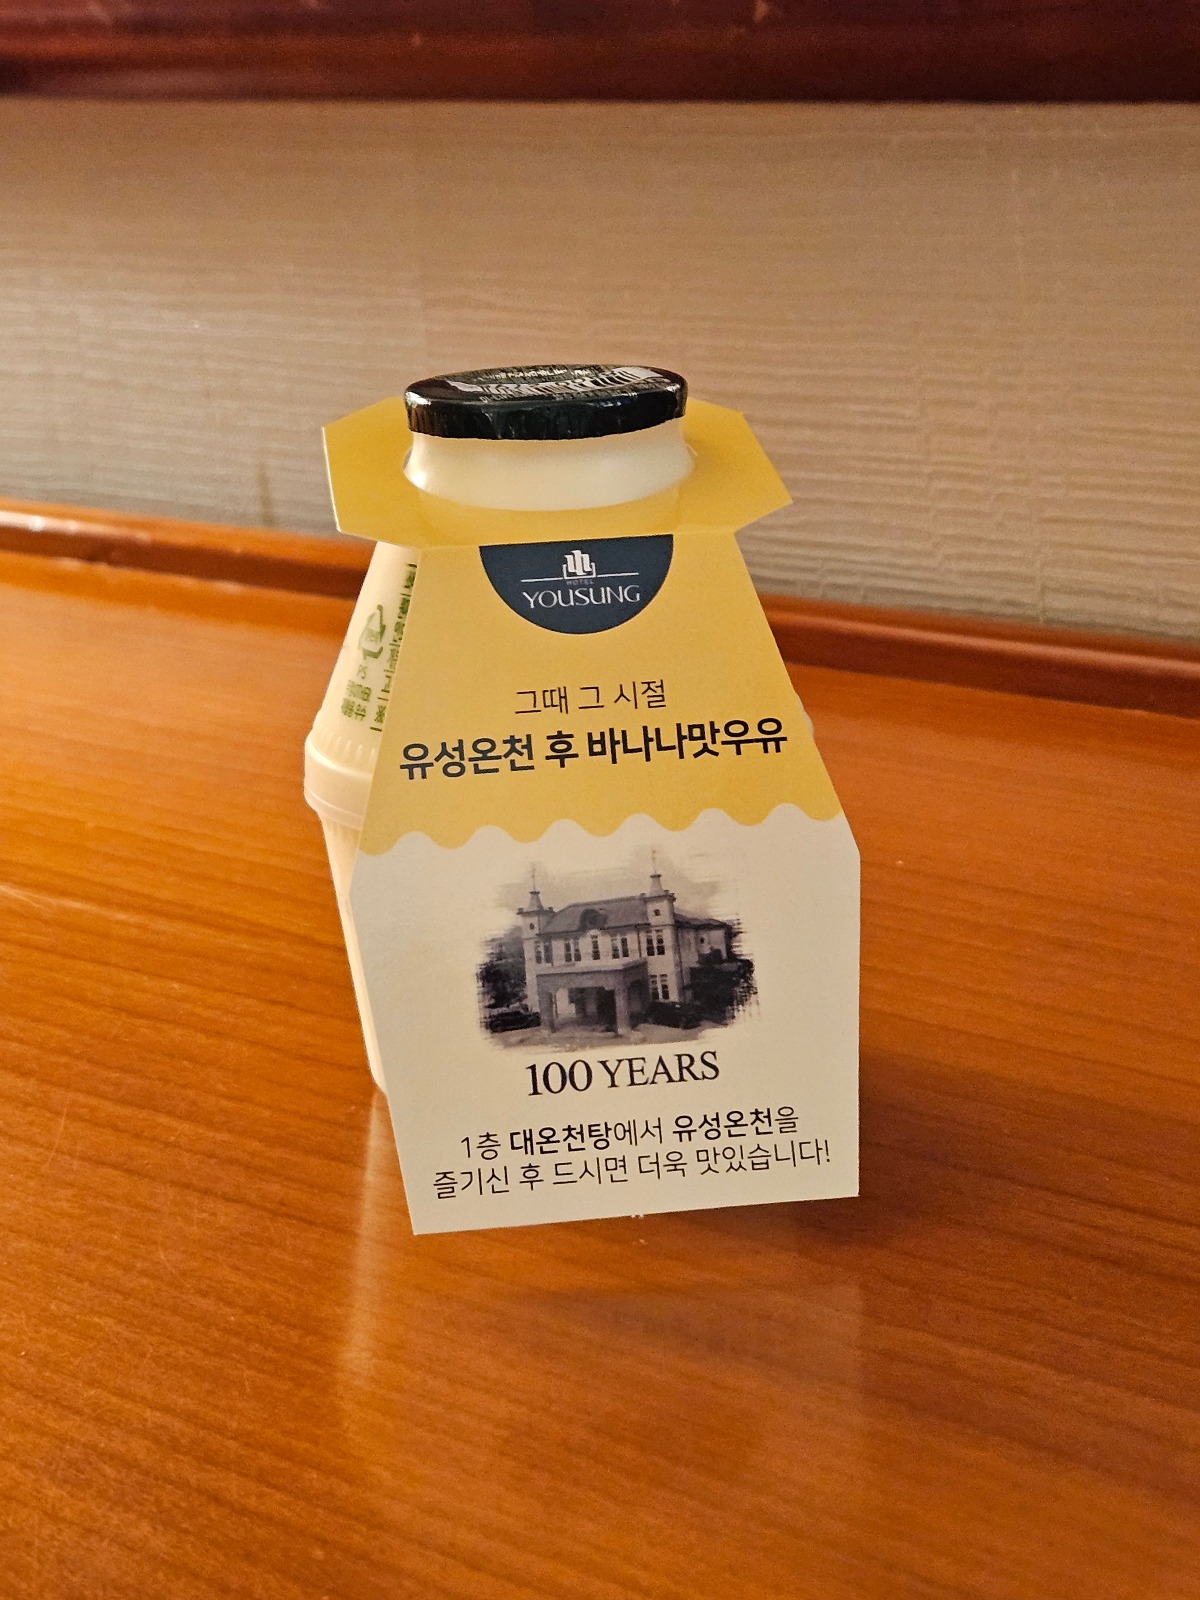 HOTEL
YOUSUNG
그때 그 시절
유성온천 후 바나나맛우유
100 YEARS
1층 대온천탕에서 유성온천을
즐기신 후 드시면 더욱 맛있습니다!